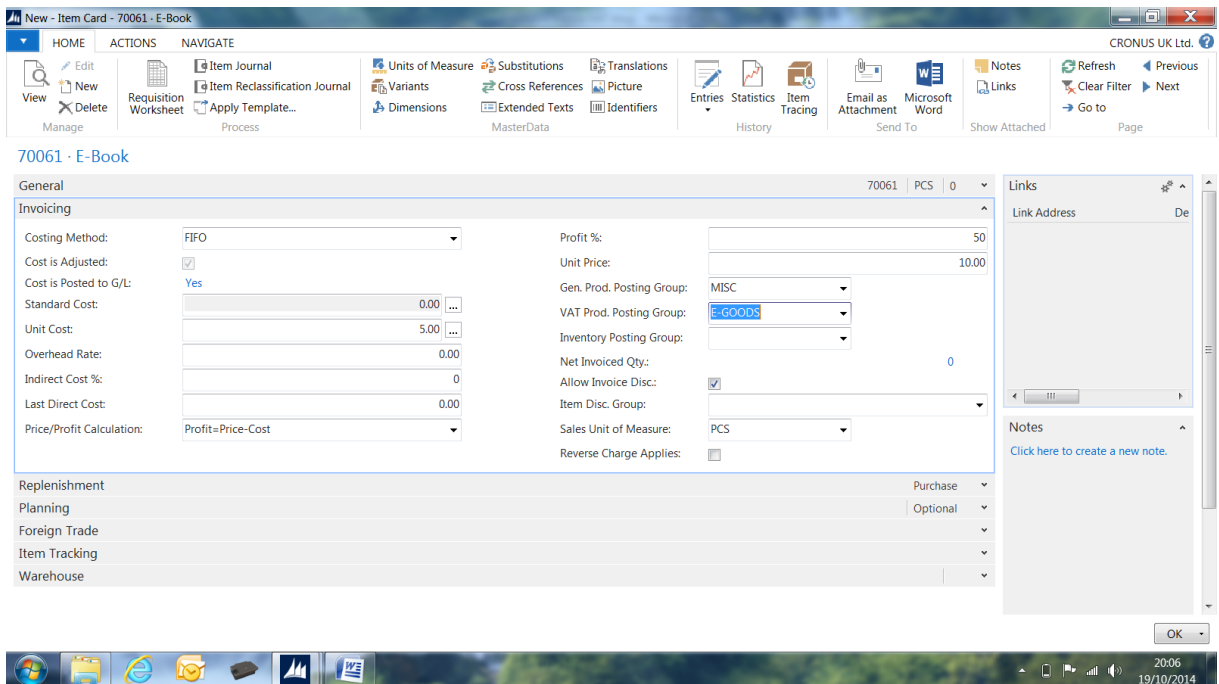 New - Item Card - 70061 · E-Book
HOME ACTIONS NAVIGATE CRONUS UK Ltd.
View
Edit
New
Delete
Manage
Requisition Worksheet
Item Journal
Item Reclassification Journal
Apply Template...
Process
Units of Measure
Variants
Dimensions
Substitutions
Cross References
Extended Texts
Translations
Picture
Identifiers
MasterData
Entries
Statistics
Item Tracking
History
Email as Attachment
Microsoft Word
Send To
Notes
Links
Show Attached
Refresh
Clear Filter
Go to
Previous
Next
Page
70061 · E-Book
General 70061 PCS 0
Invoicing
Costing Method: FIFO
Cost is Adjusted:
Cost is Posted to G/L: Yes
Standard Cost: 0.00 ...
Unit Cost: 5.00 ...
Overhead Rate: 0.00
Indirect Cost %: 0
Last Direct Cost: 0.00
Price/Profit Calculation: Profit=Price-Cost
Profit %: 50
Unit Price: 10.00
Gen. Prod. Posting Group: MISC
VAT Prod. Posting Group: E-GOODS
Inventory Posting Group:
Net Invoiced Qty.: 0
Allow Invoice Disc.:
Item Disc. Group:
Sales Unit of Measure: PCS
Reverse Charge Applies:
Replenishment Purchase
Planning Optional
Foreign Trade
Item Tracking
Warehouse
Links
Link Address De
Notes
Click here to create a new note.
OK
20:06
19/10/2014